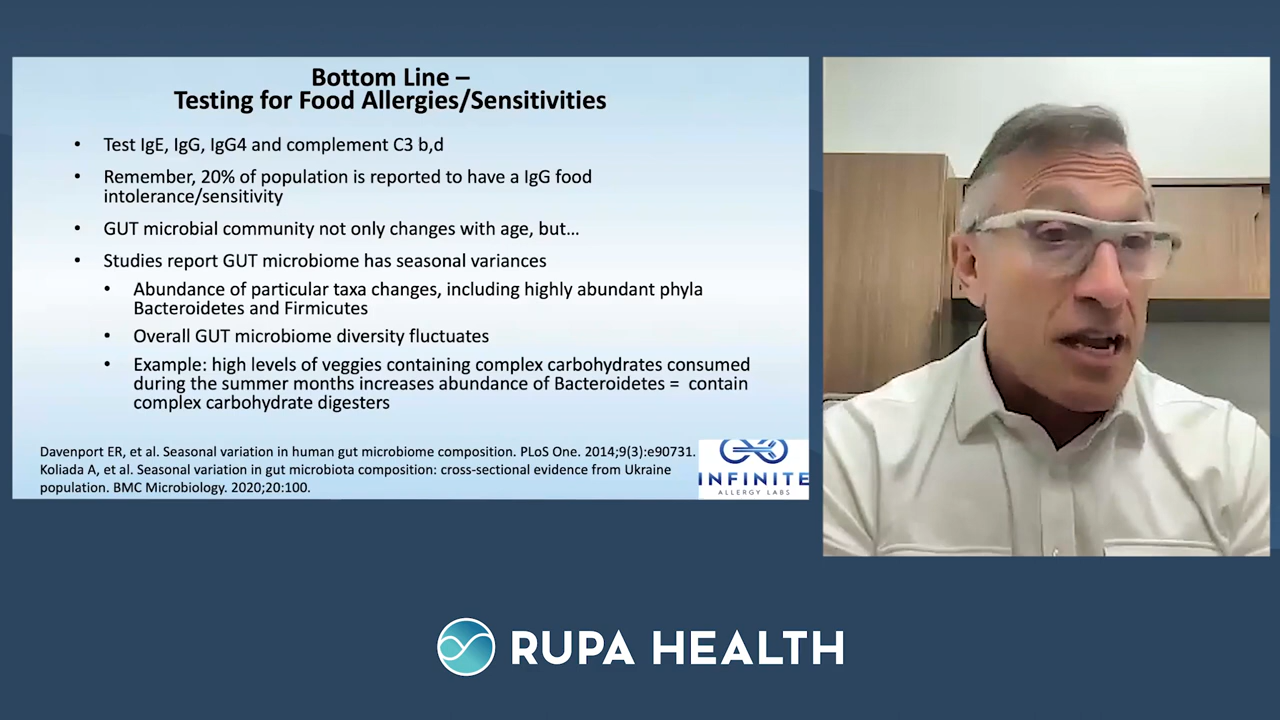 Bottom Line –
Testing for Food Allergies/Sensitivities
• Test IgE, IgG, IgG4 and complement C3 b,d
• Remember, 20% of population is reported to have a IgG food
intolerance/sensitivity
• GUT microbial community not only changes with age, but...
• Studies report GUT microbiome has seasonal variances
• Abundance of particular taxa changes, including highly abundant phyla
Bacteroidetes and Firmicutes
• Overall GUT microbiome diversity fluctuates
• Example: high levels of veggies containing complex carbohydrates consumed
during the summer months increases abundance of Bacteroidetes = contain
complex carbohydrate digesters
Davenport ER, et al. Seasonal variation in human gut microbiome composition. PLoS One. 2014;9(3):e90731.
Koliada A, et al. Seasonal variation in gut microbiota composition: cross-sectional evidence from Ukraine
population. BMC Microbiology. 2020;20:100.
INFINITE
ALLERGY LABS
RUPA HEALTH